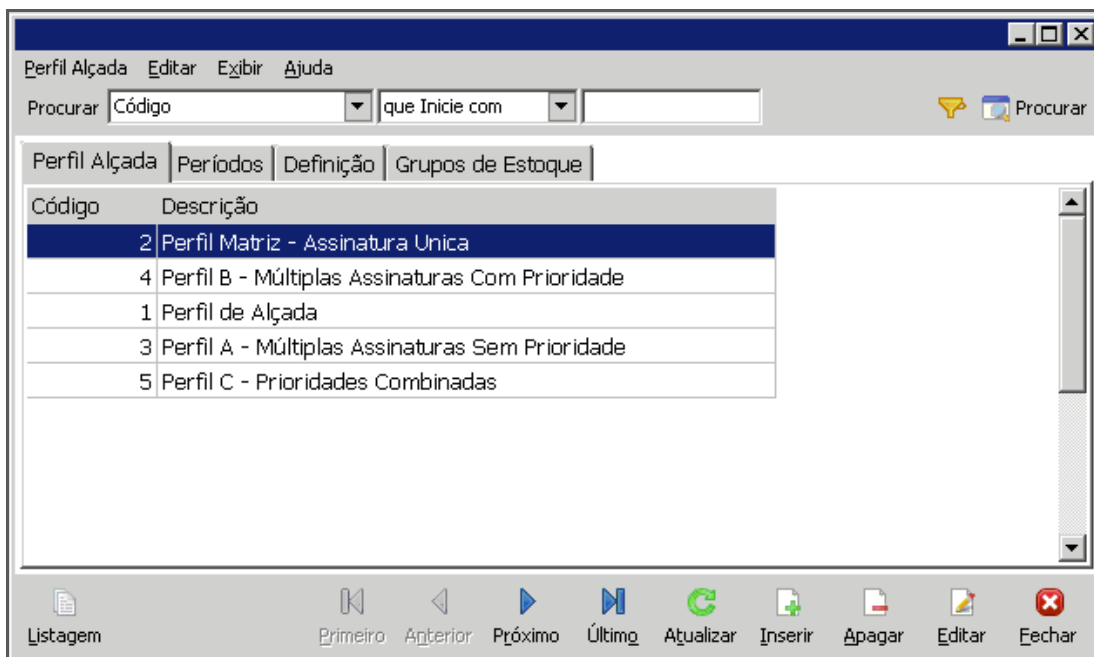 Perfil Alçada Editar Exibir Ajuda
Procurar Código que Inicie com Procurar
Perfil Alçada Períodos Definição Grupos de Estoque
Código Descrição
2 Perfil Matriz - Assinatura Unica
4 Perfil B - Múltiplas Assinaturas Com Prioridade
1 Perfil de Alçada
3 Perfil A - Múltiplas Assinaturas Sem Prioridade
5 Perfil C - Prioridades Combinadas
Listagem Primeiro Anterior Próximo Último Atualizar Inserir Apagar Editar Fechar